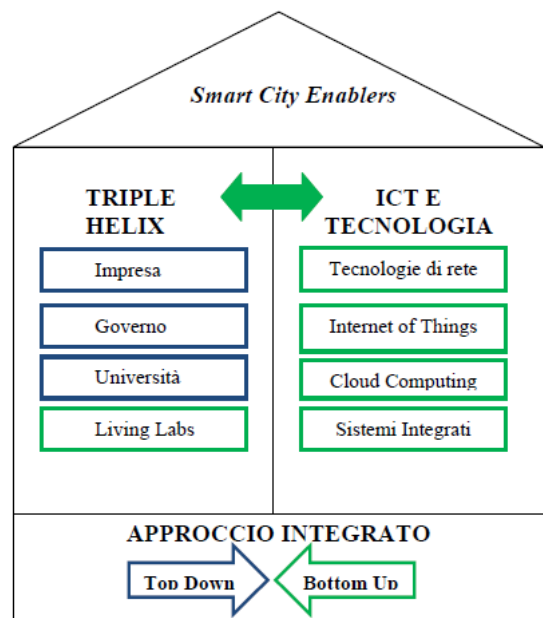 Smart City Enablers
TRIPLE
HELIX
Impresa
Governo
Università
Living Labs
ICT E
TECNOLOGIA
Tecnologie di rete
Internet of Things
Cloud Computing
Sistemi Integrati
APPROCCIO INTEGRATO
Top Down
Bottom Up